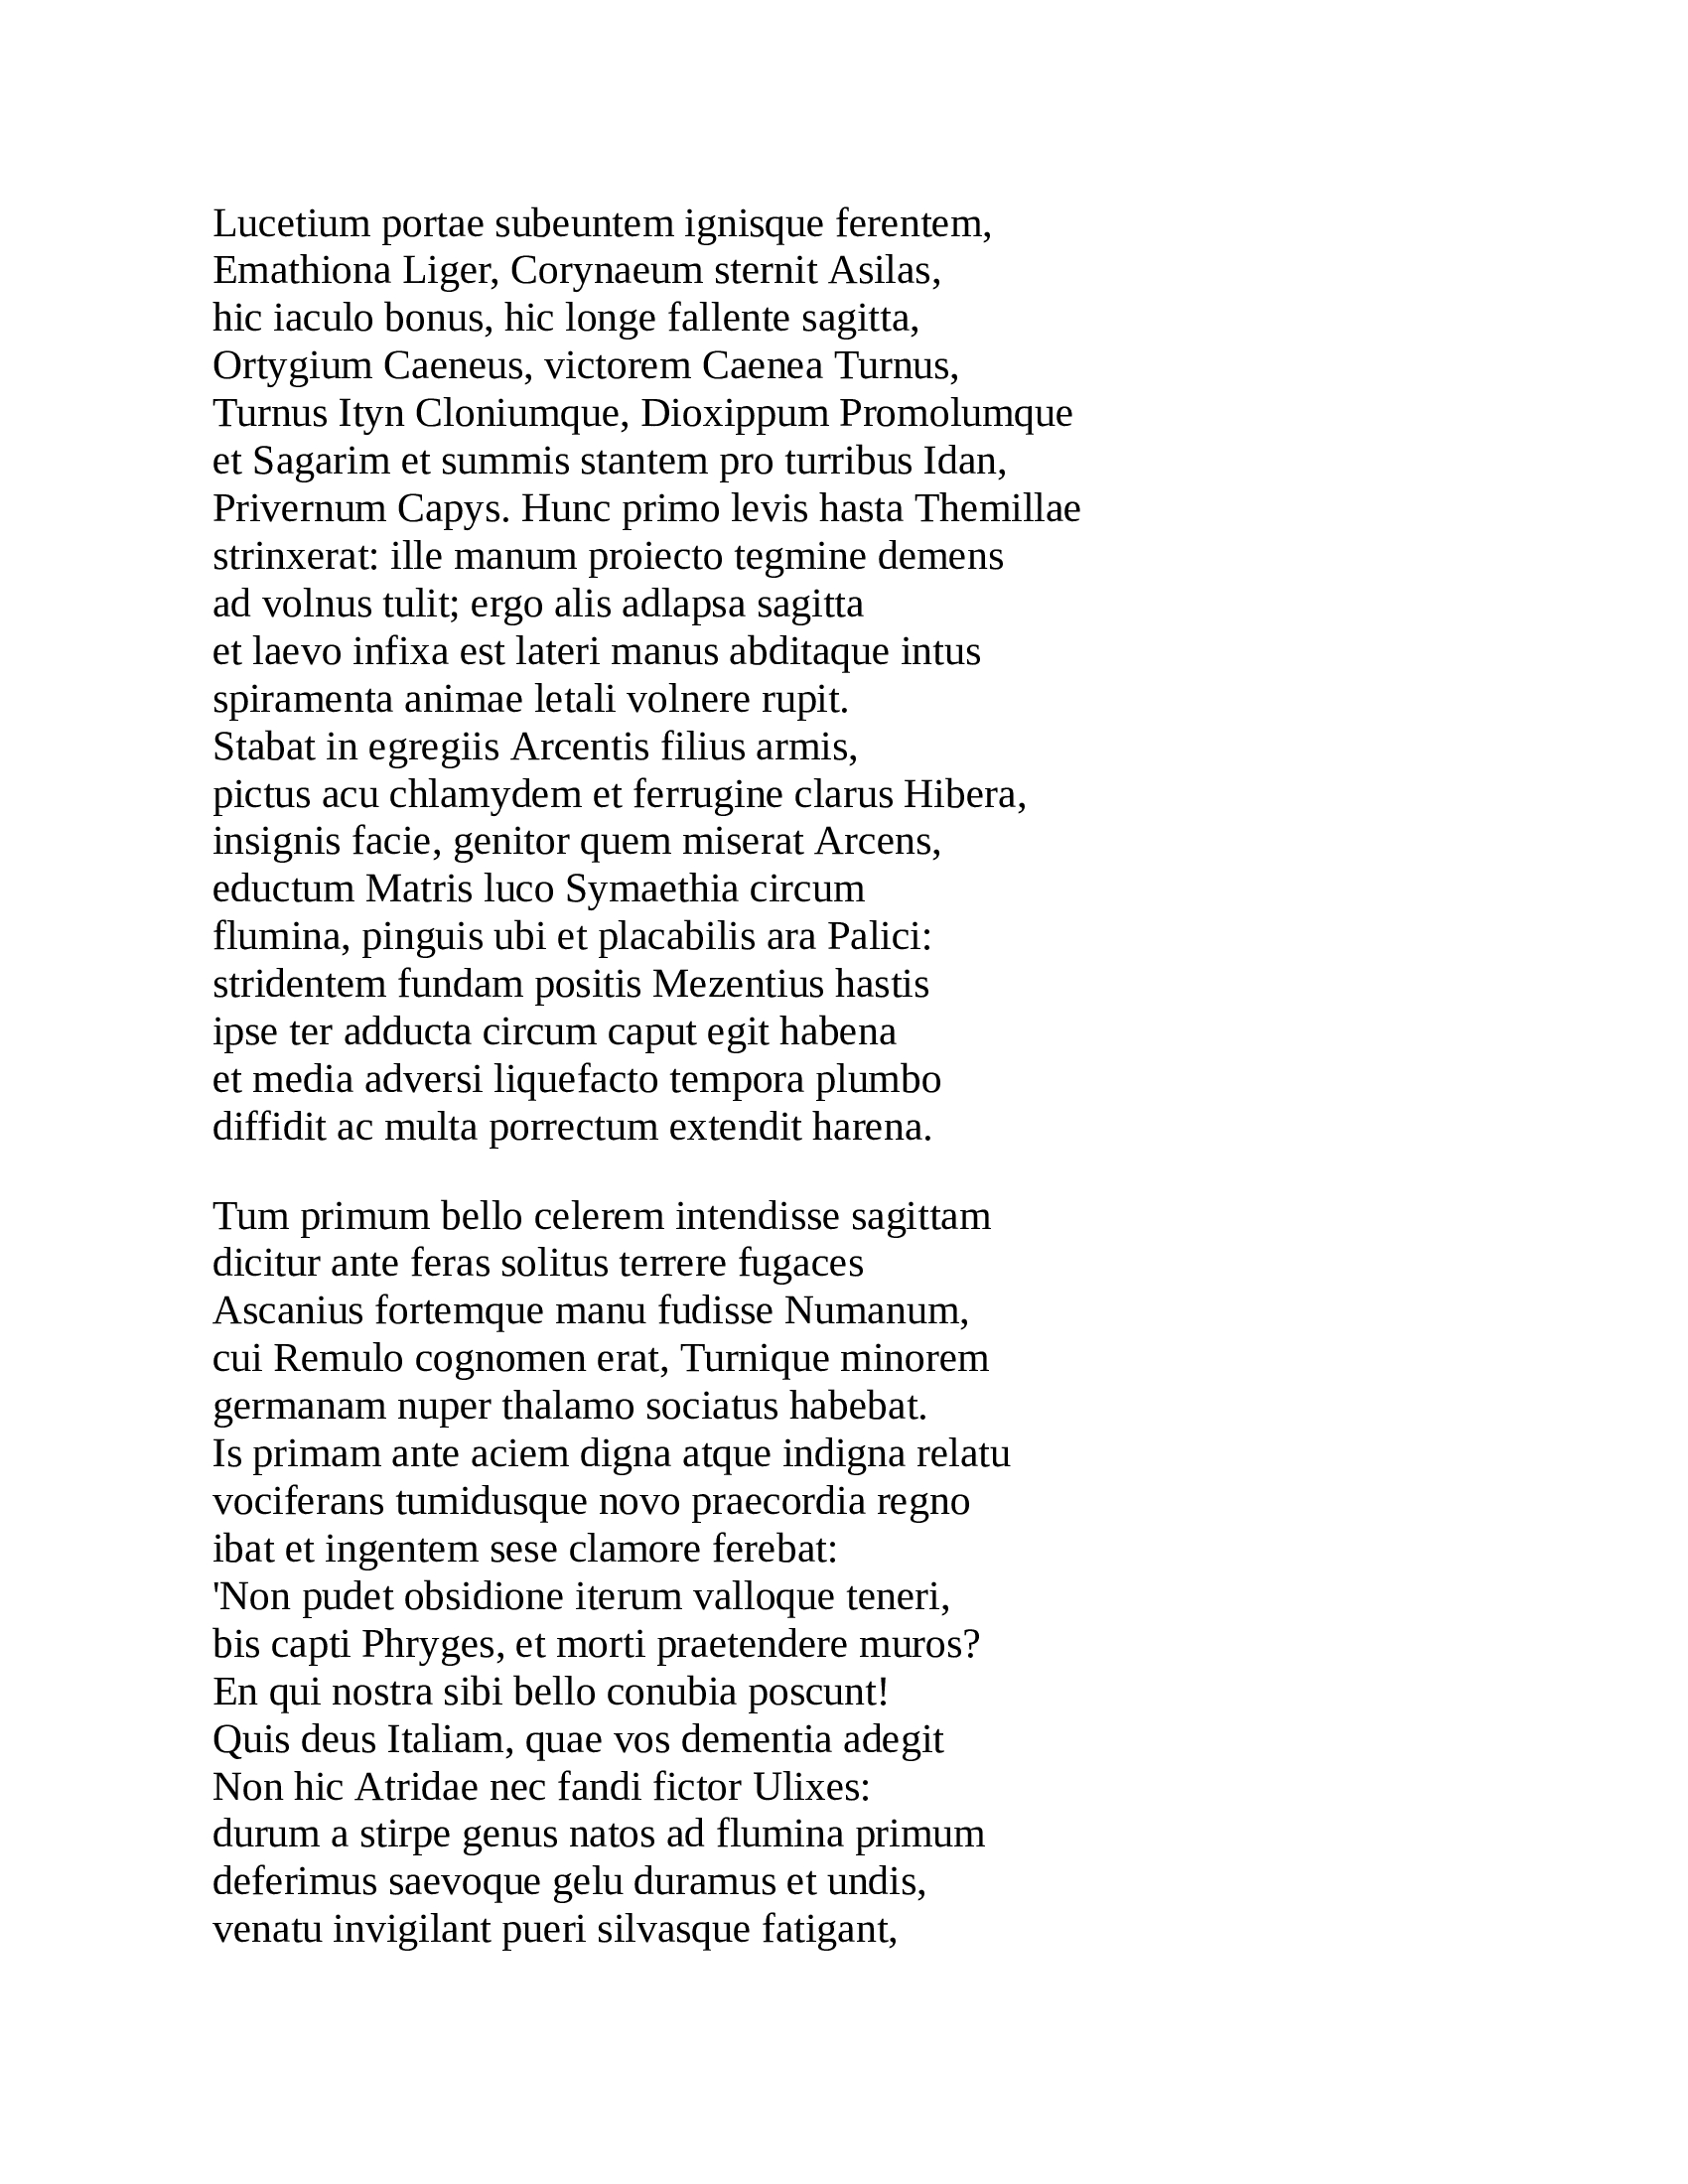 Lucetium portae subeuntem ignisque ferentem,
Emathiona Liger, Corynaeum sternit Asilas,
hic iaculo bonus, hic longe fallente sagitta,
Ortygium Caeneus, victorem Caenea Turnus,
Turnus Ityn Cloniumque, Dioxippum Promolumque
et Sagarim et summis stantem pro turribus Idan,
Privernum Capys. Hunc primo levis hasta Themillae
strinxerat: ille manum proiecto tegmine demens
ad volnus tulit; ergo alis adlapsa sagitta
et laevo infixa est lateri manus abditaque intus
spiramenta animae letali volnere rupit.
Stabat in egregiis Arcentis filius armis,
pictus acu chlamydem et ferrugine clarus Hibera,
insignis facie, genitor quem miserat Arcens,
eductum Matris luco Symaethia circum
flumina, pinguis ubi et placabilis ara Palici:
stridentem fundam positis Mezentius hastis
ipse ter adducta circum caput egit habena
et media adversi liquefacto tempora plumbo
diffidit ac multa porrectum extendit harena.

Tum primum bello celerem intendisse sagittam
dicitur ante feras solitus terrere fugaces
Ascanius fortemque manu fudisse Numanum,
cui Remulo cognomen erat, Turnique minorem
germanam nuper thalamo sociatus habebat.
Is primam ante aciem digna atque indigna relatu
vociferans tumidusque novo praecordia regno
ibat et ingentem sese clamore ferebat:
'Non pudet obsidione iterum valloque teneri,
bis capti Phryges, et morti praetendere muros?
En qui nostra sibi bello conubia poscunt!
Quis deus Italiam, quae vos dementia adegit
Non hic Atridae nec fandi fictor Ulixes:
durum a stirpe genus natos ad flumina primum
deferimus saevoque gelu duramus et undis,
venatu invigilant pueri silvasque fatigant,